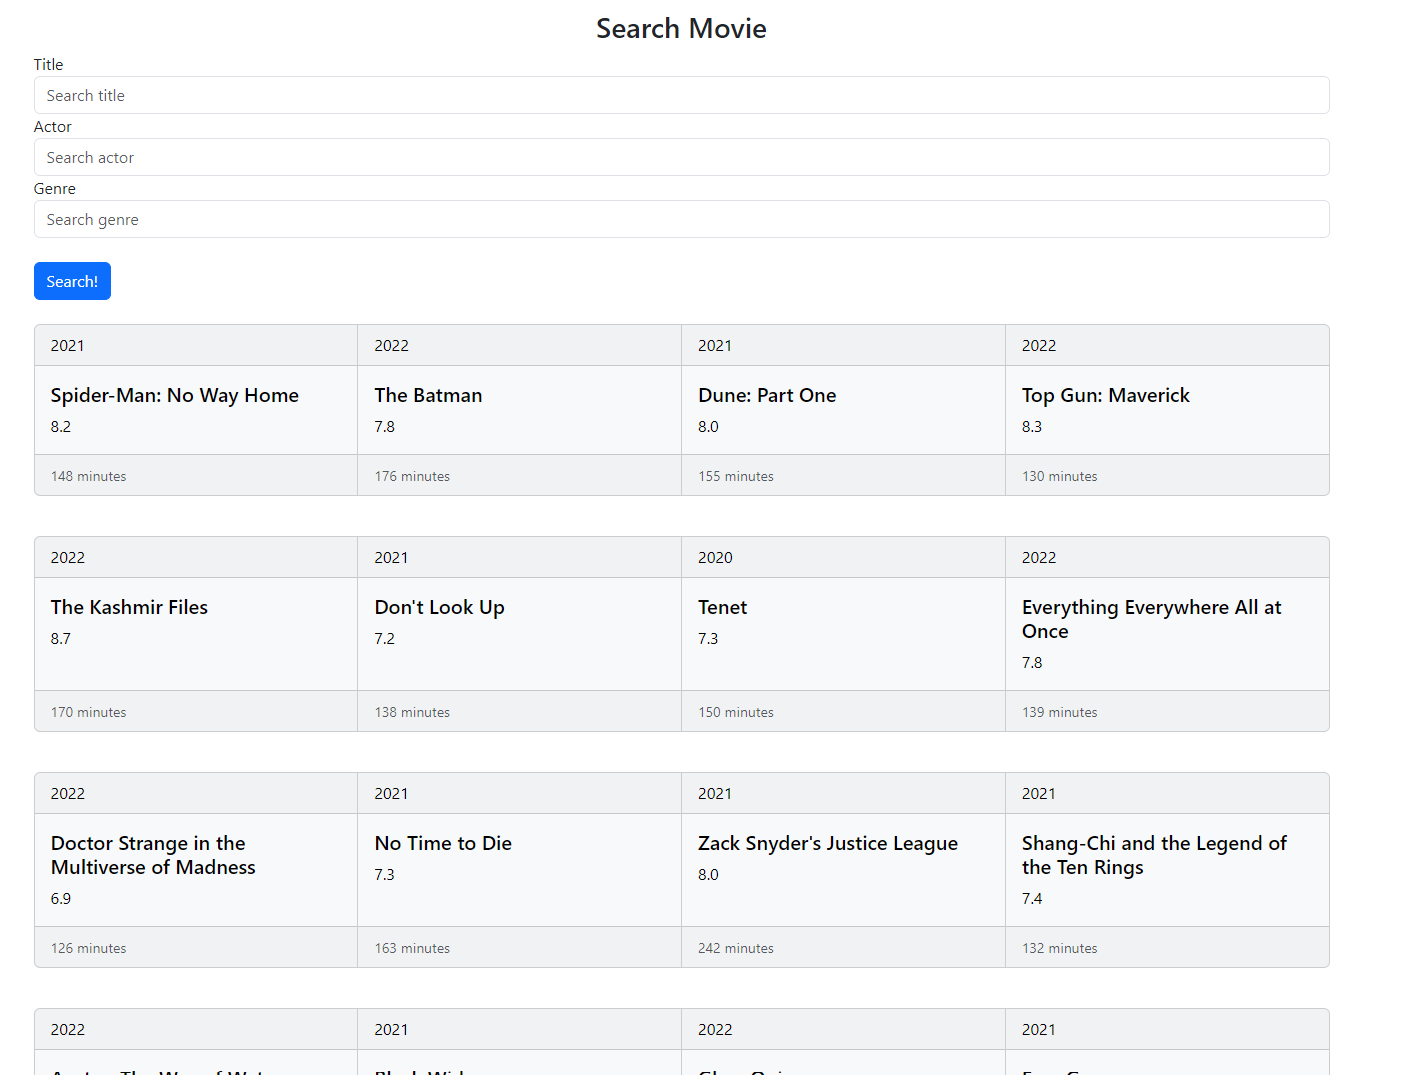 Search Movie
Title
Search title
Actor
Search actor
Genre
Search genre
Search!
2021 2022 2021 2022
Spider-Man: No Way Home The Batman Dune: Part One Top Gun: Maverick
8.2 7.8 8.0 8.3
148 minutes 176 minutes 155 minutes 130 minutes
2022 2021 2020 2022
The Kashmir Files Don't Look Up Tenet Everything Everywhere All at
Once
8.7 7.2 7.3
7.8
170 minutes 138 minutes 150 minutes 139 minutes
2022 2021 2021 2021
Doctor Strange in the No Time to Die Zack Snyder's Justice League Shang-Chi and the Legend of
Multiverse of Madness the Ten Rings
7.3 8.0
6.9 7.4
126 minutes 163 minutes 242 minutes 132 minutes
2022 2021 2022 2021